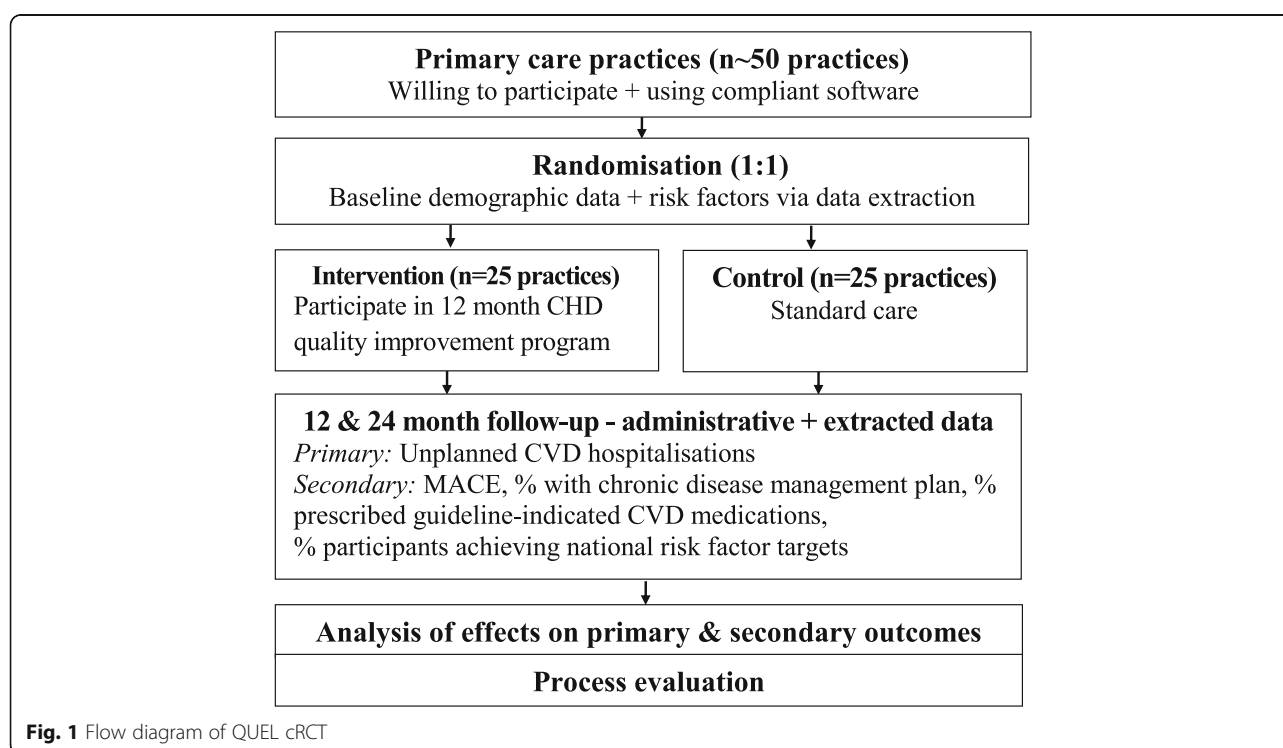 Primary care practices (n~50 practices)
Willing to participate + using compliant software
Randomisation (1:1)
Baseline demographic data + risk factors via data extraction
Intervention (n=25 practices)
Participate in 12 month CHD
quality improvement program
Control (n=25 practices)
Standard care
12 & 24 month follow-up - administrative + extracted data
Primary: Unplanned CVD hospitalisations
Secondary: MACE, % with chronic disease management plan, %
prescribed guideline-indicated CVD medications,
% participants achieving national risk factor targets
Analysis of effects on primary & secondary outcomes
Process evaluation
Fig. 1 Flow diagram of QUEL cRCT